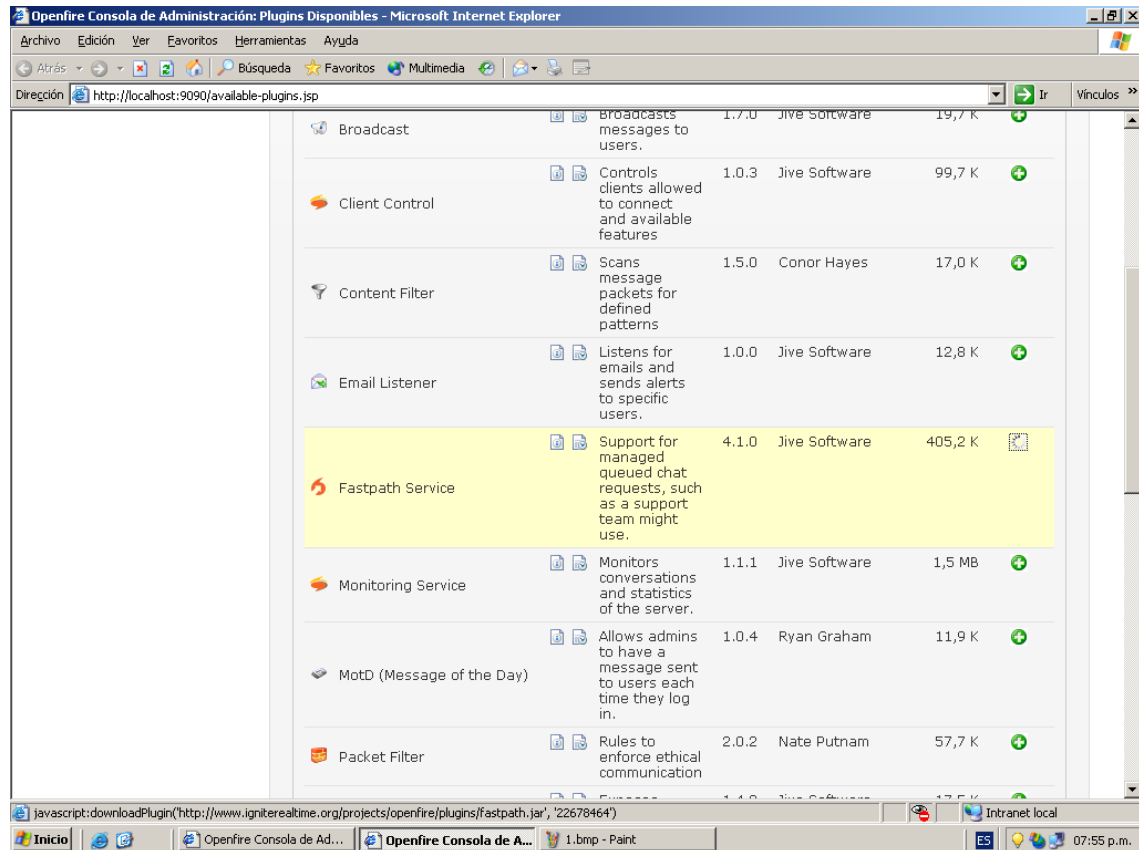 Openfire Consola de Administración: Plugins Disponibles - Microsoft Internet Explorer
Archivo Edición Ver Favoritos Herramientas Ayuda
Atrás Búsqueda Favoritos Multimedia
Dirección http://localhost:9090/available-plugins.jsp Ir Vínculos »
Broadcast Broadcasts 1.7.0 Jive Software 19,7 K
messages to
users.
Client Control Controls 1.0.3 Jive Software 99,7 K
clients allowed
to connect
and available
features
Content Filter Scans 1.5.0 Conor Hayes 17,0 K
message
packets for
defined
patterns
Email Listener Listens for 1.0.0 Jive Software 12,8 K
emails and
sends alerts
to specific
users.
Fastpath Service Support for 4.1.0 Jive Software 405,2 K
managed
queued chat
requests, such
as a support
team might
use.
Monitoring Service Monitors 1.1.1 Jive Software 1,5 MB
conversations
and statistics
of the server.
MotD (Message of the Day) Allows admins 1.0.4 Ryan Graham 11,9 K
to have a
message sent
to users each
time they log
in.
Packet Filter Rules to 2.0.2 Nate Putnam 57,7 K
enforce ethical
communication
javascript:downloadPlugin('http://www.igniterealtime.org/projects/openfire/plugins/fastpath.jar', '22678464') Intranet local
Inicio Openfire Consola de Ad... Openfire Consola de A... 1.bmp - Paint ES 07:55 p.m.